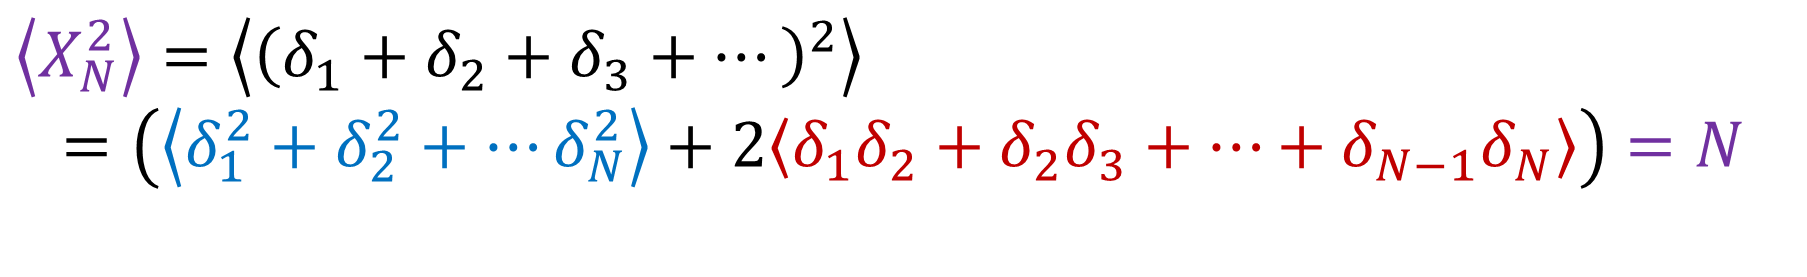 ⟨X_N^2⟩ = ⟨(δ_1 + δ_2 + δ_3 + ⋯ )^2⟩
= (⟨δ_1^2 + δ_2^2 + ⋯ δ_N^2⟩ + 2⟨δ_1δ_2 + δ_2δ_3 + ⋯ + δ_{N−1}δ_N⟩) = N